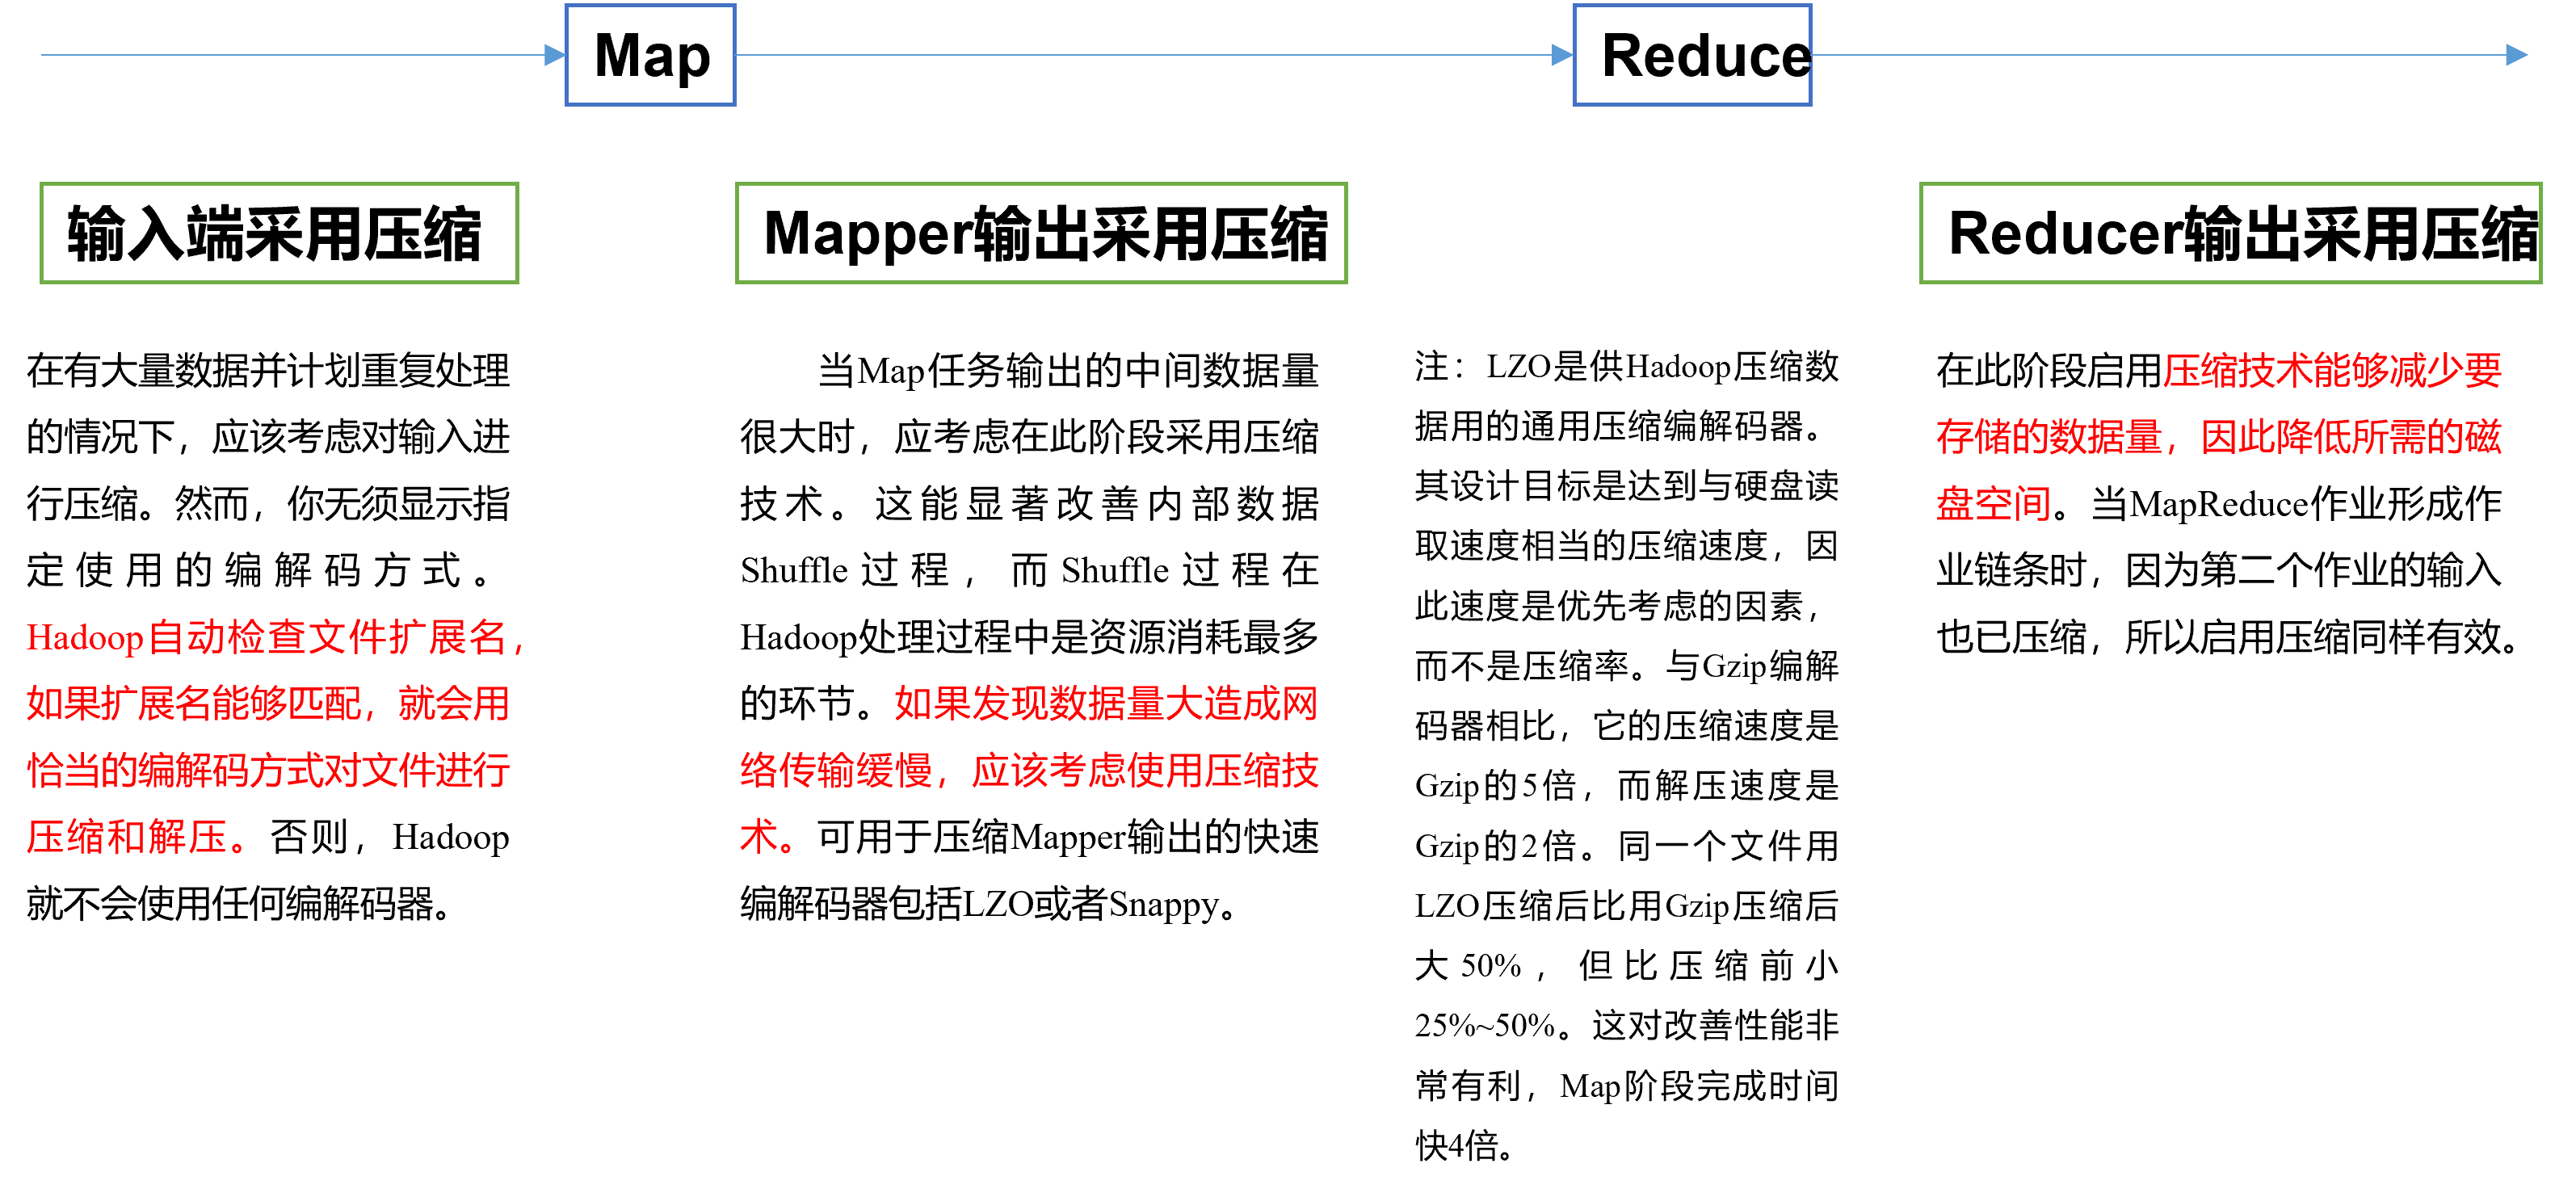 Map
Reduce
输入端采用压缩
Mapper输出采用压缩
Reducer输出采用压缩
在有大量数据并计划重复处理
的情况下，应该考虑对输入进
行压缩。然而，你无须显示指
定使用的编解码方式。
Hadoop自动检查文件扩展名，
如果扩展名能够匹配，就会用
恰当的编解码方式对文件进行
压缩和解压。否则，Hadoop
就不会使用任何编解码器。
当Map任务输出的中间数据量
很大时，应考虑在此阶段采用压缩
技术。这能显著改善内部数据
Shuffle过程，而Shuffle过程在
Hadoop处理过程中是资源消耗最多
的环节。如果发现数据量大造成网
络传输缓慢，应该考虑使用压缩技
术。可用于压缩Mapper输出的快速
编解码器包括LZO或者Snappy。
注：LZO是供Hadoop压缩数
据用的通用压缩编解码器。
其设计目标是达到与硬盘读
取速度相当的压缩速度，因
此速度是优先考虑的因素，
而不是压缩率。与Gzip编解
码器相比，它的压缩速度是
Gzip的5倍，而解压速度是
Gzip的2倍。同一个文件用
LZO压缩后比用Gzip压缩后
大50%，但比压缩前小
25%~50%。这对改善性能非
常有利，Map阶段完成时间
快4倍。
在此阶段启用压缩技术能够减少要
存储的数据量，因此降低所需的磁
盘空间。当MapReduce作业形成作
业链条时，因为第二个作业的输入
也已压缩，所以启用压缩同样有效。